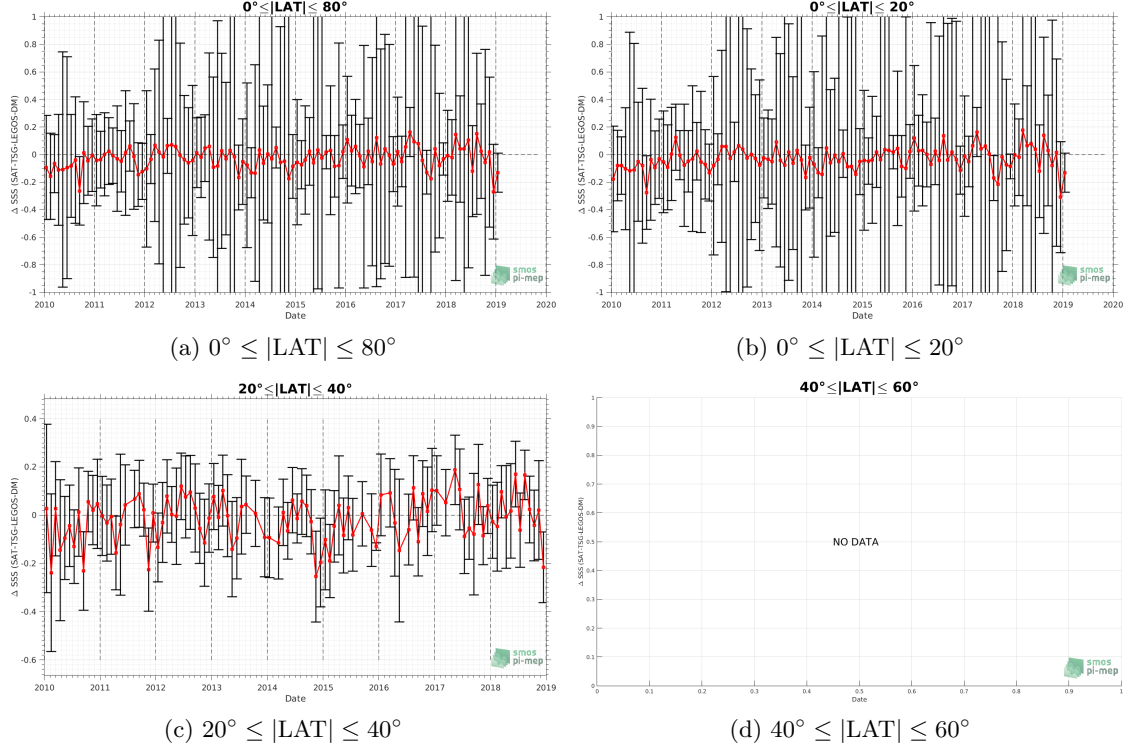 0°≤|LAT|≤ 80°
Δ SSS (SAT-TSG-LEGOS-DM)
1
0.8
0.6
0.4
0.2
0
-0.2
-0.4
-0.6
-0.8
-1
2010 2011 2012 2013 2014 2015 2016 2017 2018 2019 2020
Date
smos
pi-mep
(a) 0° ≤ |LAT| ≤ 80°
0°≤|LAT|≤ 20°
Δ SSS (SAT-TSG-LEGOS-DM)
1
0.8
0.6
0.4
0.2
0
-0.2
-0.4
-0.6
-0.8
-1
2010 2011 2012 2013 2014 2015 2016 2017 2018 2019 2020
Date
smos
pi-mep
(b) 0° ≤ |LAT| ≤ 20°
20°≤|LAT|≤ 40°
Δ SSS (SAT-TSG-LEGOS-DM)
0.4
0.2
0
-0.2
-0.4
-0.6
2010 2011 2012 2013 2014 2015 2016 2017 2018 2019
Date
smos
pi-mep
(c) 20° ≤ |LAT| ≤ 40°
40°≤|LAT|≤ 60°
Δ SSS (SAT-TSG-LEGOS-DM)
1
0.9
0.8
0.7
0.6
0.5
0.4
0.3
0.2
0.1
0
NO DATA
0 0.1 0.2 0.3 0.4 0.5 0.6 0.7 0.8 0.9 1
Date
smos
pi-mep
(d) 40° ≤ |LAT| ≤ 60°